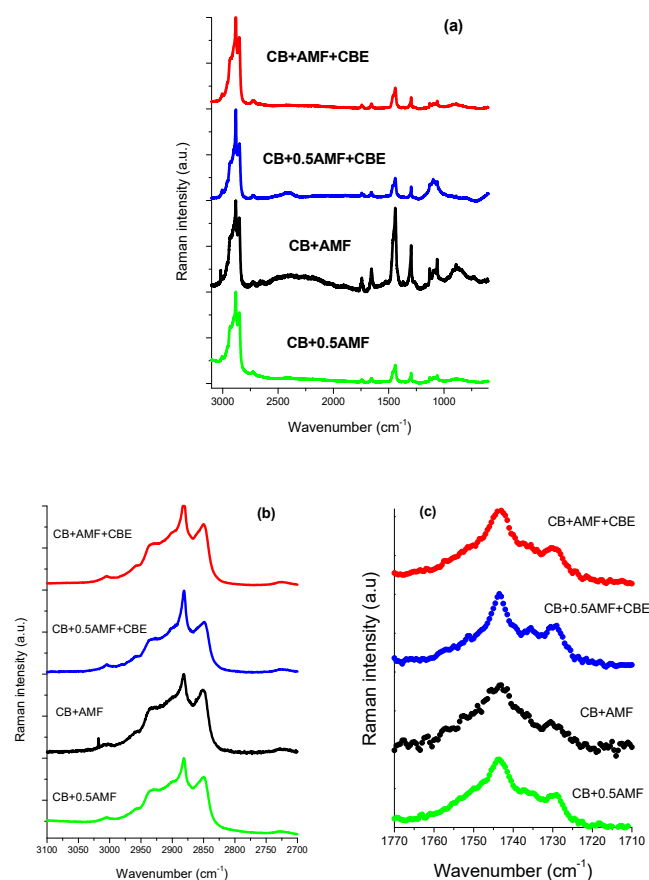 (a)
CB+AMF+CBE
CB+0.5AMF+CBE
CB+AMF
CB+0.5AMF
Raman intensity (a.u.)
3000 2500 2000 1500 1000
Wavenumber (cm⁻¹)
(b)
CB+AMF+CBE
CB+0.5AMF+CBE
CB+AMF
CB+0.5AMF
Raman intensity (a.u.)
3100 3050 3000 2950 2900 2850 2800 2750 2700
Wavenumber (cm⁻¹)
(c)
CB+AMF+CBE
CB+0.5AMF+CBE
CB+AMF
CB+0.5AMF
Raman intensity (a.u)
1770 1760 1750 1740 1730 1720 1710
Wavenumber (cm⁻¹)